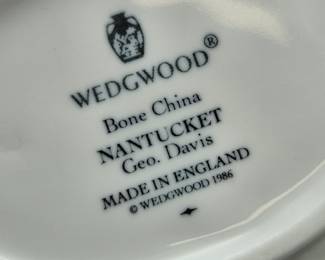 WEDGWOOD®
Bone China
NANTUCKET
Geo. Davis
MADE IN ENGLAND
© WEDGWOOD 1986